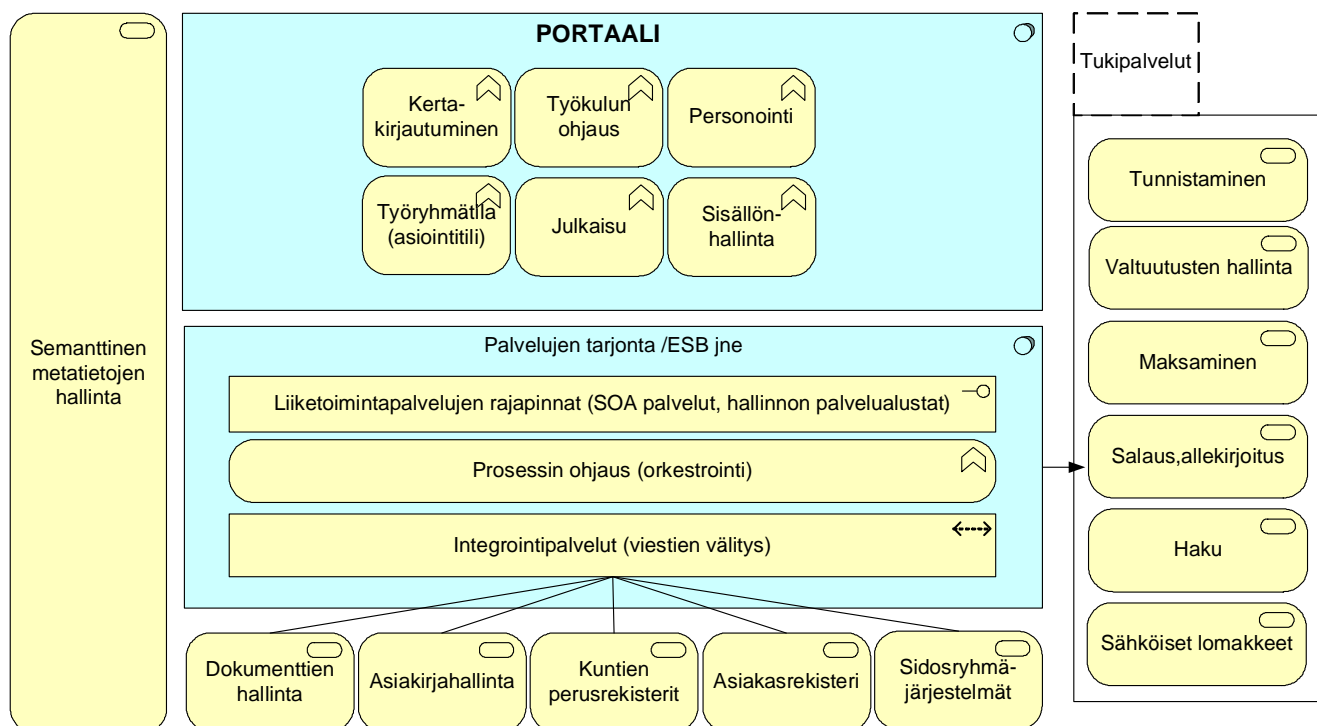 PORTAALI
Kerta-
kirjautuminen
Työkulun
ohjaus
Personointi
Työryhmätila
(asiointitili)
Julkaisu
Sisällön-
hallinta
Semanttinen
metatietojen
hallinta
Palvelujen tarjonta /ESB jne
Liiketoimintapalvelujen rajapinnat (SOA palvelut, hallinnon palvelualustat)
Prosessin ohjaus (orkestrointi)
Integrointipalvelut (viestien välitys)
Dokumenttien
hallinta
Asiakirjahallinta
Kuntien
perusrekisterit
Asiakasrekisteri
Sidosryhmä-
järjestelmät
Tukipalvelut
Tunnistaminen
Valtuutusten hallinta
Maksaminen
Salaus,allekirjoitus
Haku
Sähköiset lomakkeet